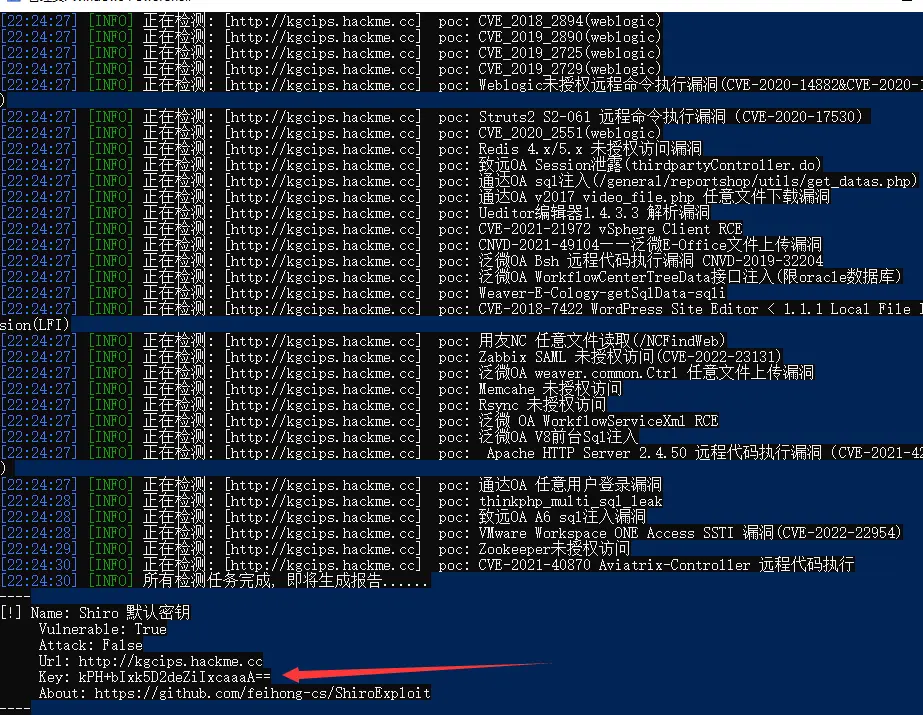 [22:24:27] [INFO] 正在检测: [http://kgcips.hackme.cc]  poc: CVE_2018_2894(weblogic)
[22:24:27] [INFO] 正在检测: [http://kgcips.hackme.cc]  poc: CVE_2019_2890(weblogic)
[22:24:27] [INFO] 正在检测: [http://kgcips.hackme.cc]  poc: CVE_2019_2725(weblogic)
[22:24:27] [INFO] 正在检测: [http://kgcips.hackme.cc]  poc: CVE_2019_2729(weblogic)
[22:24:27] [INFO] 正在检测: [http://kgcips.hackme.cc]  poc: Weblogic未授权远程命令执行漏洞(CVE-2020-14882&CVE-2020-1
)
[22:24:27] [INFO] 正在检测: [http://kgcips.hackme.cc]  poc: Struts2 S2-061 远程命令执行漏洞 (CVE-2020-17530)
[22:24:27] [INFO] 正在检测: [http://kgcips.hackme.cc]  poc: CVE_2020_2551(weblogic)
[22:24:27] [INFO] 正在检测: [http://kgcips.hackme.cc]  poc: Redis 4.x/5.x 未授权访问漏洞
[22:24:27] [INFO] 正在检测: [http://kgcips.hackme.cc]  poc: 致远OA Session泄露(thirdpartyController.do)
[22:24:27] [INFO] 正在检测: [http://kgcips.hackme.cc]  poc: 通达OA sql注入(/general/reportshop/utils/get_datas.php)
[22:24:27] [INFO] 正在检测: [http://kgcips.hackme.cc]  poc: 通达OA v2017 video_file.php 任意文件下载漏洞
[22:24:27] [INFO] 正在检测: [http://kgcips.hackme.cc]  poc: Ueditor编辑器1.4.3.3 解析漏洞
[22:24:27] [INFO] 正在检测: [http://kgcips.hackme.cc]  poc: CVE-2021-21972 vSphere Client RCE
[22:24:27] [INFO] 正在检测: [http://kgcips.hackme.cc]  poc: CNVD-2021-49104——泛微E-Office文件上传漏洞
[22:24:27] [INFO] 正在检测: [http://kgcips.hackme.cc]  poc: 泛微OA Bsh 远程代码执行漏洞 CNVD-2019-32204
[22:24:27] [INFO] 正在检测: [http://kgcips.hackme.cc]  poc: 泛微OA WorkflowCenterTreeData接口注入(限oracle数据库)
[22:24:27] [INFO] 正在检测: [http://kgcips.hackme.cc]  poc: Weaver-E-Cology-getSqlData-sqli
[22:24:27] [INFO] 正在检测: [http://kgcips.hackme.cc]  poc: CVE-2018-7422 WordPress Site Editor < 1.1.1 Local File
sion(LFI)
[22:24:27] [INFO] 正在检测: [http://kgcips.hackme.cc]  poc: 用友NC 任意文件读取(/NCFindWeb)
[22:24:27] [INFO] 正在检测: [http://kgcips.hackme.cc]  poc: Zabbix SAML 未授权访问(CVE-2022-23131)
[22:24:27] [INFO] 正在检测: [http://kgcips.hackme.cc]  poc: 泛微OA weaver.common.Ctrl 任意文件上传漏洞
[22:24:27] [INFO] 正在检测: [http://kgcips.hackme.cc]  poc: Memcahe 未授权访问
[22:24:27] [INFO] 正在检测: [http://kgcips.hackme.cc]  poc: Rsync 未授权访问
[22:24:27] [INFO] 正在检测: [http://kgcips.hackme.cc]  poc: 泛微 OA WorkflowServiceXml RCE
[22:24:27] [INFO] 正在检测: [http://kgcips.hackme.cc]  poc: 泛微OA V8前台Sql注入
[22:24:27] [INFO] 正在检测: [http://kgcips.hackme.cc]  poc:  Apache HTTP Server 2.4.50 远程代码执行漏洞 (CVE-2021-42
)
[22:24:27] [INFO] 正在检测: [http://kgcips.hackme.cc]  poc: 通达OA 任意用户登录漏洞
[22:24:28] [INFO] 正在检测: [http://kgcips.hackme.cc]  poc: thinkphp_multi_sql_leak
[22:24:28] [INFO] 正在检测: [http://kgcips.hackme.cc]  poc: 致远OA A6 sql注入漏洞
[22:24:28] [INFO] 正在检测: [http://kgcips.hackme.cc]  poc: VMware Workspace ONE Access SSTI 漏洞(CVE-2022-22954)
[22:24:29] [INFO] 正在检测: [http://kgcips.hackme.cc]  poc: Zookeeper未授权访问
[22:24:30] [INFO] 正在检测: [http://kgcips.hackme.cc]  poc: CVE-2021-40870 Aviatrix-Controller 远程代码执行
[22:24:30] [INFO] 所有检测任务完成, 即将生成报告......
----
[!] Name: Shiro 默认密钥
Vulnerable: True
Attack: False
Url: http://kgcips.hackme.cc
Key: kPH+bIxk5D2deZiIxcaaaA==
About: https://github.com/feihong-cs/ShiroExploit
----